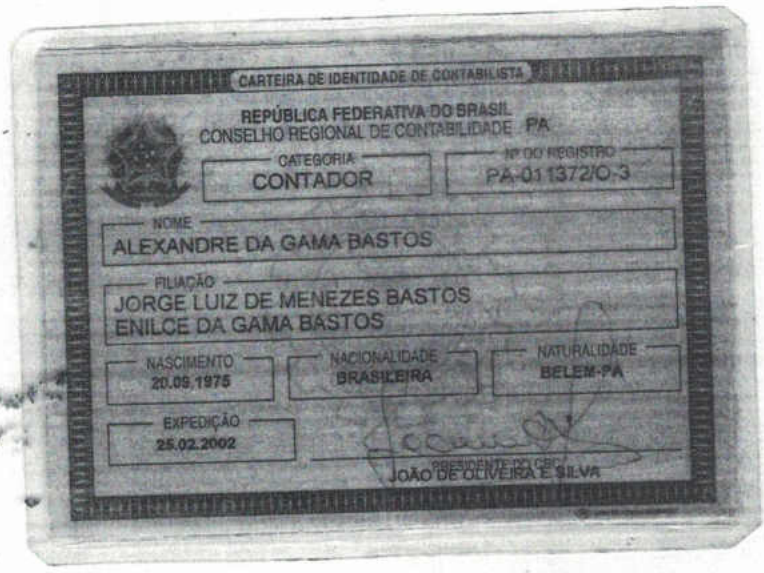 CARTEIRA DE IDENTIDADE DE CONTABILISTA
REPÚBLICA FEDERATIVA DO BRASIL
CONSELHO REGIONAL DE CONTABILIDADE PA
CATEGORIA
CONTADOR
Nº DO REGISTRO
PA-011372/O-3
NOME
ALEXANDRE DA GAMA BASTOS
FILIAÇÃO
JORGE LUIZ DE MENEZES BASTOS
ENILCE DA GAMA BASTOS
NASCIMENTO
20.09.1975
NACIONALIDADE
BRASILEIRA
NATURALIDADE
BELEM-PA
EXPEDIÇÃO
25.02.2002
PRESIDENTE DO CRC
JOÃO DE OLIVEIRA E SILVA